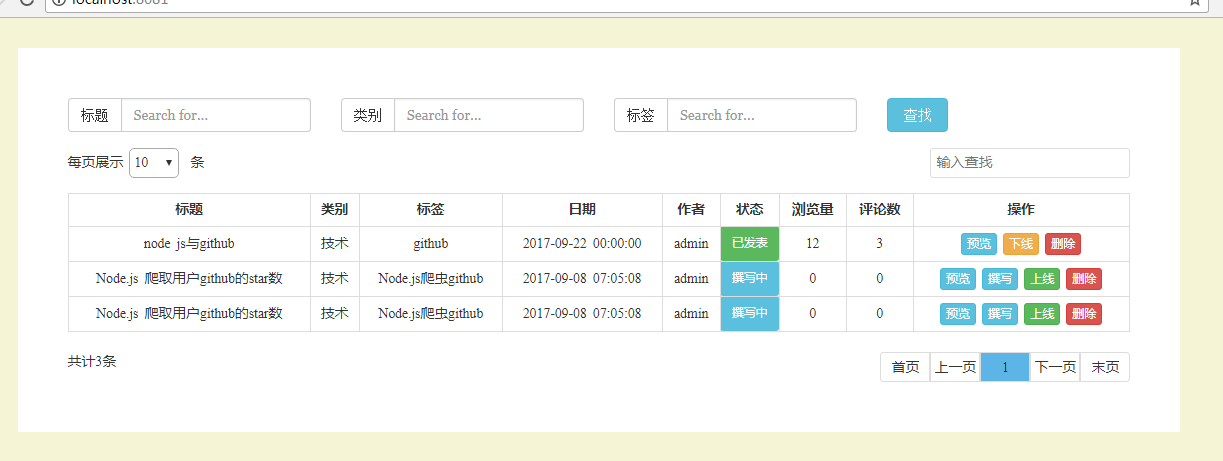 localhost:8081
标题 Search for... 类别 Search for... 标签 Search for... 查找
每页展示 10 条 输入查找
标题 类别 标签 日期 作者 状态 浏览量 评论数 操作
node js与github 技术 github 2017-09-22 00:00:00 admin 已发表 12 3 预览 下线 删除
Node.js 爬取用户github的star数 技术 Node.js爬虫github 2017-09-08 07:05:08 admin 撰写中 0 0 预览 撰写 上线 删除
Node.js 爬取用户github的star数 技术 Node.js爬虫github 2017-09-08 07:05:08 admin 撰写中 0 0 预览 撰写 上线 删除
共计3条 首页 上一页 1 下一页 末页